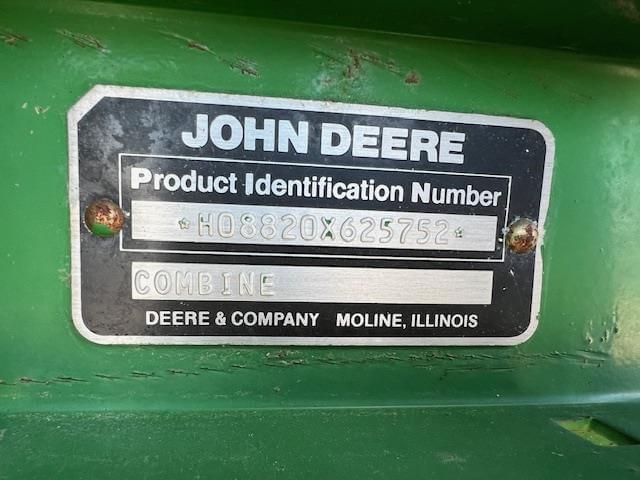 JOHN DEERE
Product Identification Number
*H08820X625752*
COMBINE
DEERE & COMPANY MOLINE, ILLINOIS